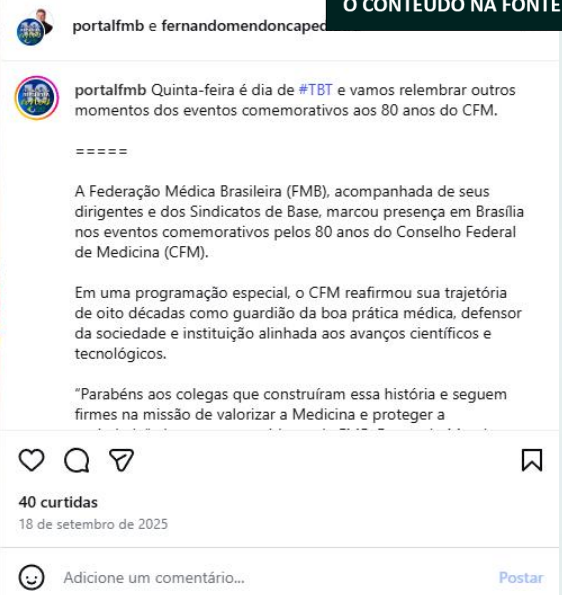 O CONTEÚDO NA FONTE
portalfmb e fernandomendoncape
portalfmb Quinta-feira é dia de #TBT e vamos relembrar outros
momentos dos eventos comemorativos aos 80 anos do CFM.
=====
A Federação Médica Brasileira (FMB), acompanhada de seus
dirigentes e dos Sindicatos de Base, marcou presença em Brasília
nos eventos comemorativos pelos 80 anos do Conselho Federal
de Medicina (CFM).
Em uma programação especial, o CFM reafirmou sua trajetória
de oito décadas como guardião da boa prática médica, defensor
da sociedade e instituição alinhada aos avanços científicos e
tecnológicos.
“Parabéns aos colegas que construíram essa história e seguem
firmes na missão de valorizar a Medicina e proteger a
40 curtidas
18 de setembro de 2025
Adicione um comentário...
Postar